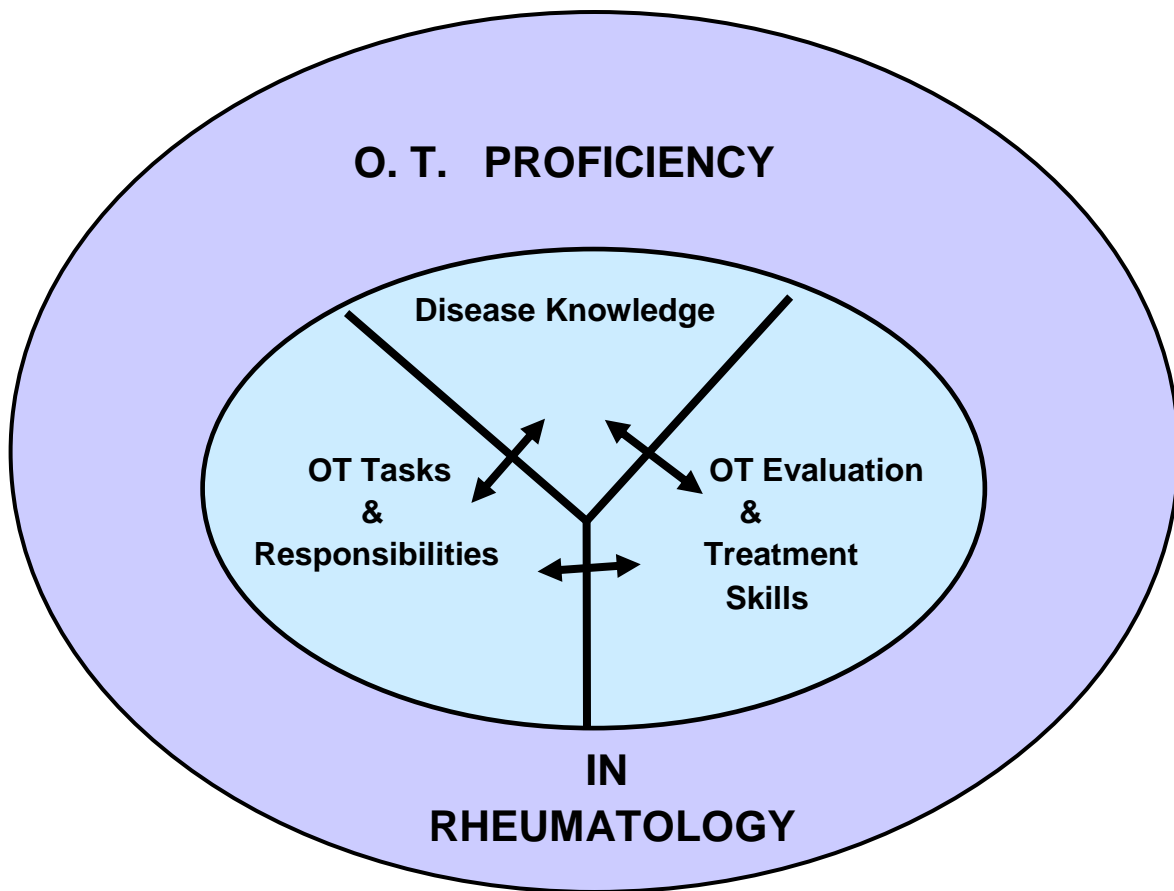 O. T. PROFICIENCY
Disease Knowledge
OT Tasks
&
Responsibilities
OT Evaluation
&
Treatment
Skills
IN
RHEUMATOLOGY